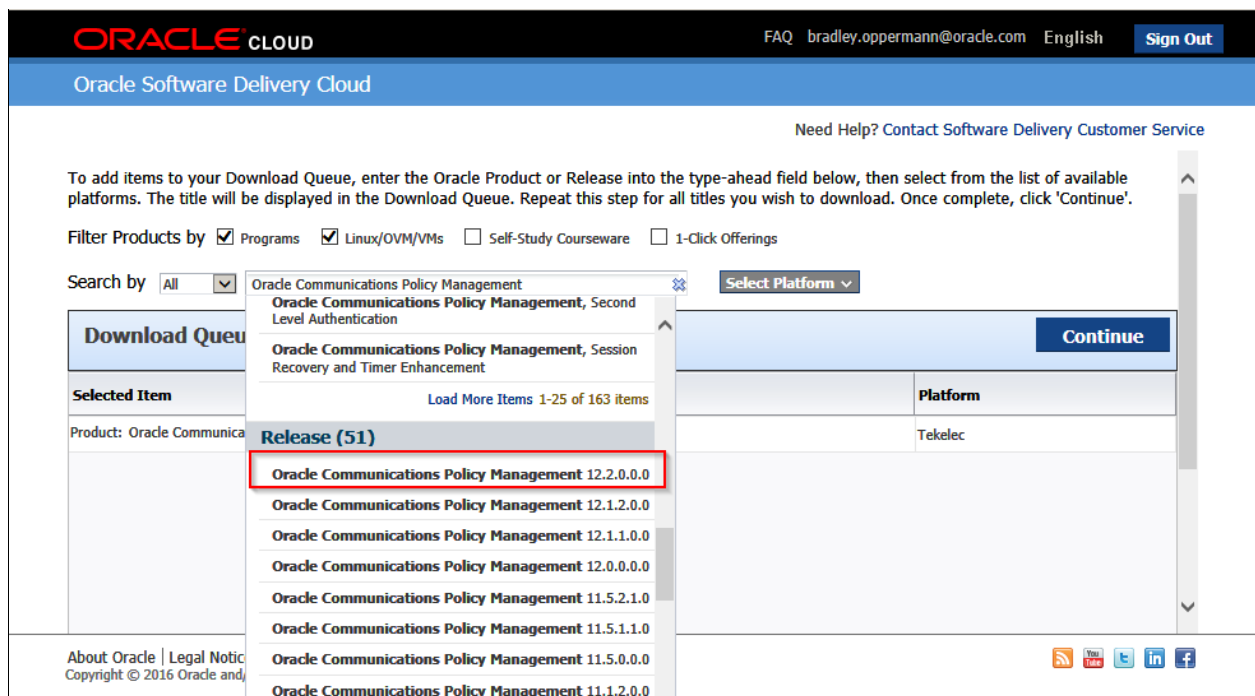 ORACLE CLOUD
FAQ bradley.oppermann@oracle.com English Sign Out
Oracle Software Delivery Cloud
Need Help? Contact Software Delivery Customer Service
To add items to your Download Queue, enter the Oracle Product or Release into the type-ahead field below, then select from the list of available
platforms. The title will be displayed in the Download Queue. Repeat this step for all titles you wish to download. Once complete, click 'Continue'.
Filter Products by Programs Linux/OVM/VMs Self-Study Courseware 1-Click Offerings
Search by All Oracle Communications Policy Management Select Platform
Oracle Communications Policy Management, Second
Level Authentication
Download Queu
Continue
Oracle Communications Policy Management, Session
Recovery and Timer Enhancement
Selected Item
Load More Items 1-25 of 163 items
Platform
Product: Oracle Communica
Release (51)
Tekelec
Oracle Communications Policy Management 12.2.0.0.0
Oracle Communications Policy Management 12.1.2.0.0
Oracle Communications Policy Management 12.1.1.0.0
Oracle Communications Policy Management 12.0.0.0.0
Oracle Communications Policy Management 11.5.2.1.0
Oracle Communications Policy Management 11.5.1.1.0
Oracle Communications Policy Management 11.5.0.0.0
Oracle Communications Policy Management 11.1.2.0.0
About Oracle | Legal Notic
Copyright © 2016 Oracle and/
You Tube